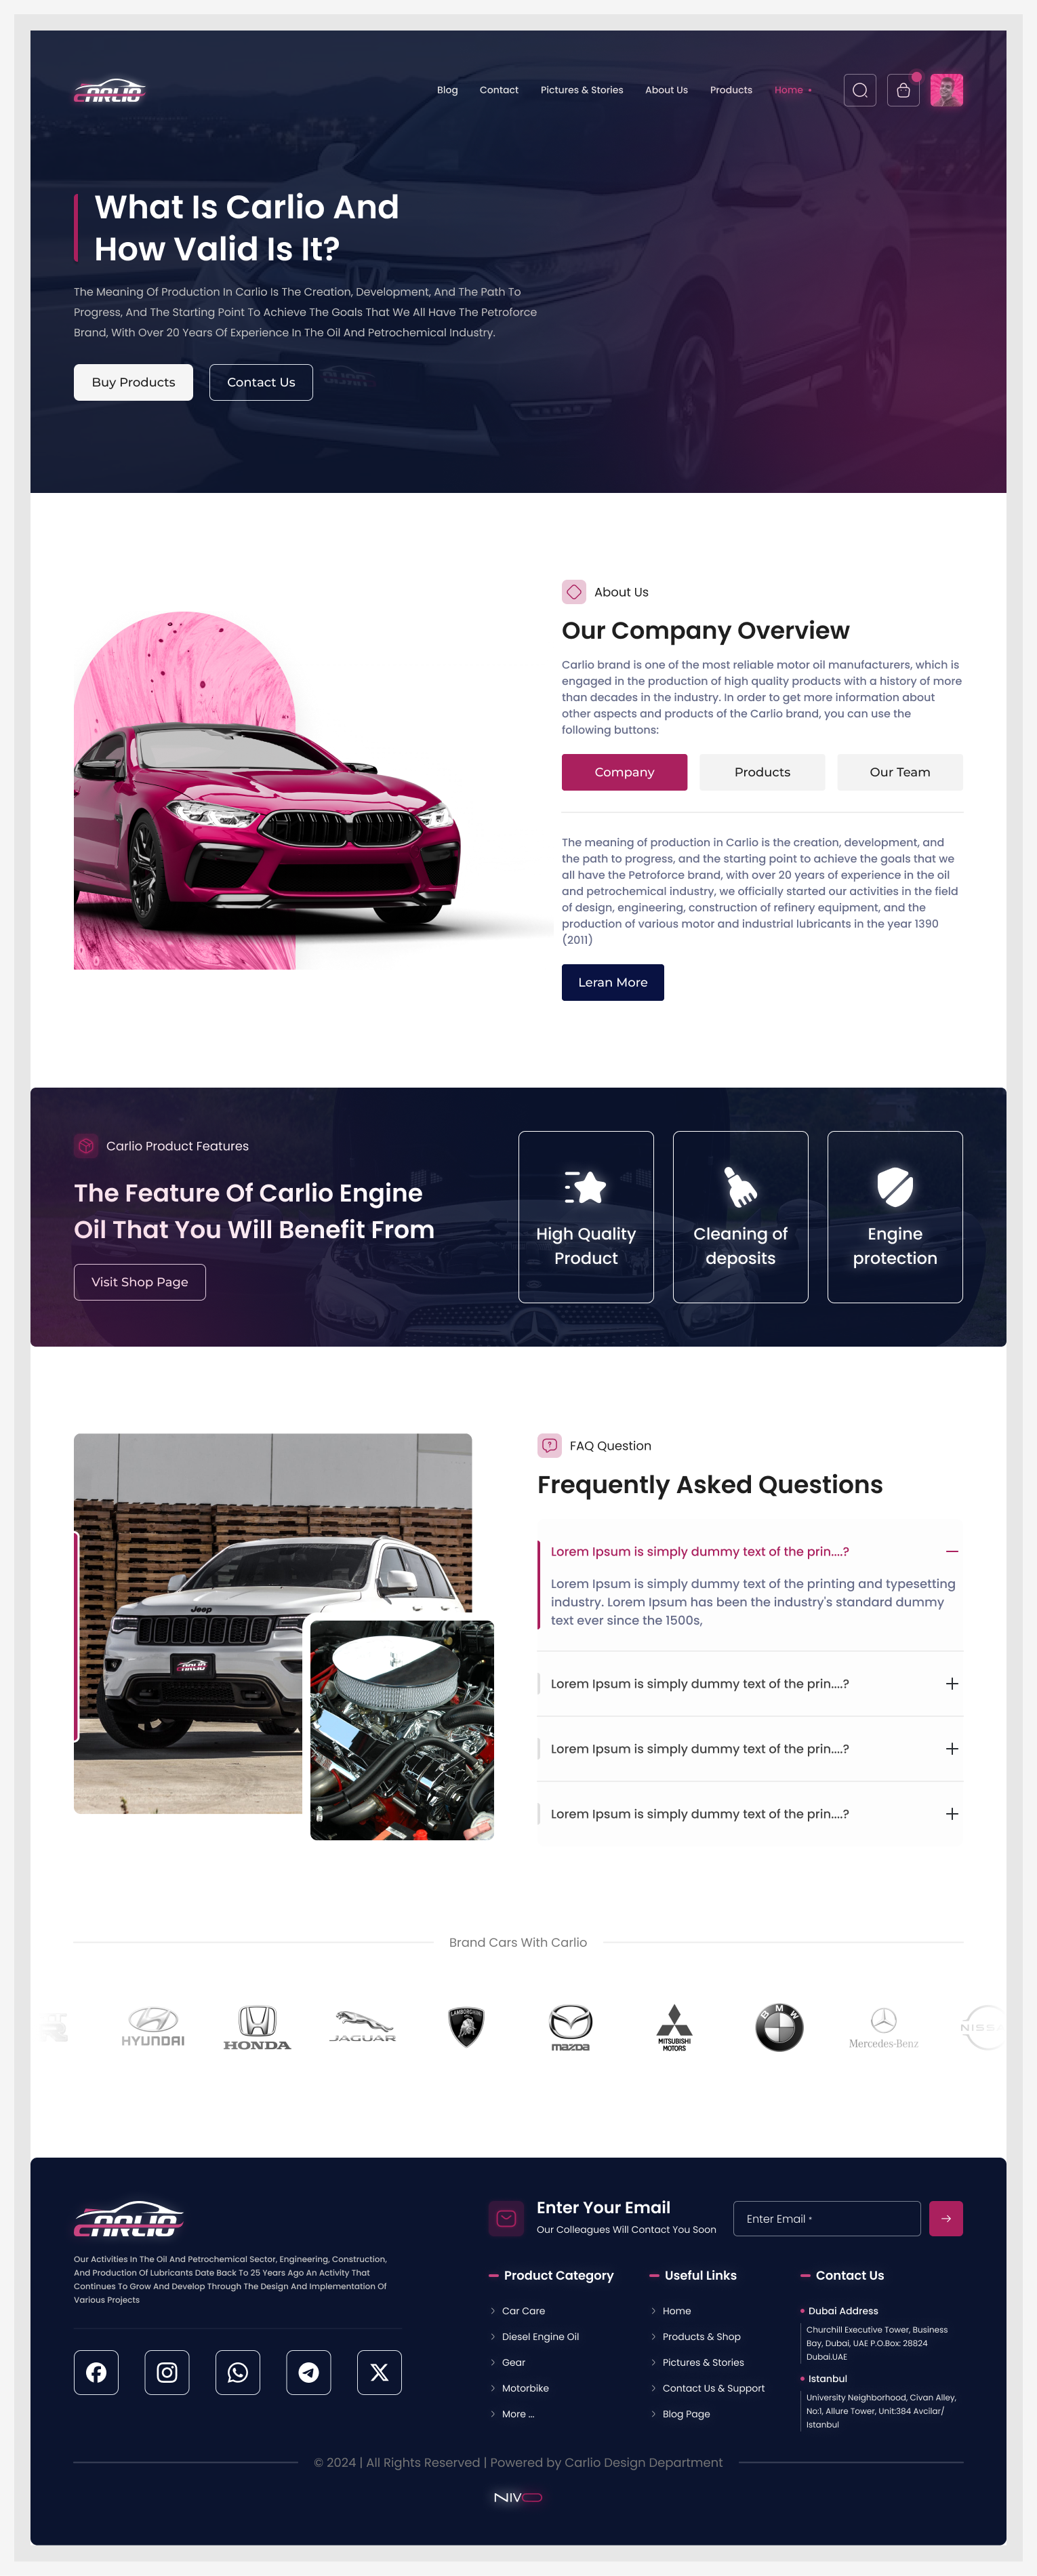 CARLIO
Blog
Contact
Pictures & Stories
About Us
Products
Home
What Is Carlio And
How Valid Is It?
The Meaning Of Production In Carlio Is The Creation, Development, And The Path To
Progress, And The Starting Point To Achieve The Goals That We All Have The Petroforce
Brand, With Over 20 Years Of Experience In The Oil And Petrochemical Industry.
Buy Products
Contact Us
CARLIO
About Us
Our Company Overview
Carlio brand is one of the most reliable motor oil manufacturers, which is
engaged in the production of high quality products with a history of more
than decades in the industry. In order to get more information about
other aspects and products of the Carlio brand, you can use the
following buttons:
Company
Products
Our Team
The meaning of production in Carlio is the creation, development, and
the path to progress, and the starting point to achieve the goals that we
all have the Petroforce brand, with over 20 years of experience in the oil
and petrochemical industry, we officially started our activities in the field
of design, engineering, construction of refinery equipment, and the
production of various motor and industrial lubricants in the year 1390
(2011)
Leran More
Carlio Product Features
The Feature Of Carlio Engine
Oil That You Will Benefit From
Visit Shop Page
High Quality
Product
Cleaning of
deposits
Engine
protection
FAQ Question
Frequently Asked Questions
Lorem Ipsum is simply dummy text of the prin....?
Lorem Ipsum is simply dummy text of the printing and typesetting
industry. Lorem Ipsum has been the industry's standard dummy
text ever since the 1500s,
Lorem Ipsum is simply dummy text of the prin....?
Lorem Ipsum is simply dummy text of the prin....?
Lorem Ipsum is simply dummy text of the prin....?
Jeep
CARLIO
Brand Cars With Carlio
HYUNDAI
HONDA
JAGUAR
LAMBORGHINI
mazda
MITSUBISHI
MOTORS
BMW
Mercedes-Benz
NISSA
CARLIO
Our Activities In The Oil And Petrochemical Sector, Engineering, Construction,
And Production Of Lubricants Date Back To 25 Years Ago An Activity That
Continues To Grow And Develop Through The Design And Implementation Of
Various Projects
Enter Your Email
Our Colleagues Will Contact You Soon
Enter Email *
Product Category
Car Care
Diesel Engine Oil
Gear
Motorbike
More ...
Useful Links
Home
Products & Shop
Pictures & Stories
Contact Us & Support
Blog Page
Contact Us
Dubai Address
Churchill Executive Tower, Business
Bay, Dubai, UAE P.O.Box: 28824
Dubai.UAE
Istanbul
University Neighborhood, Civan Alley,
No:1, Allure Tower, Unit:384 Avcilar/
Istanbul
© 2024 | All Rights Reserved | Powered by Carlio Design Department
NIVO